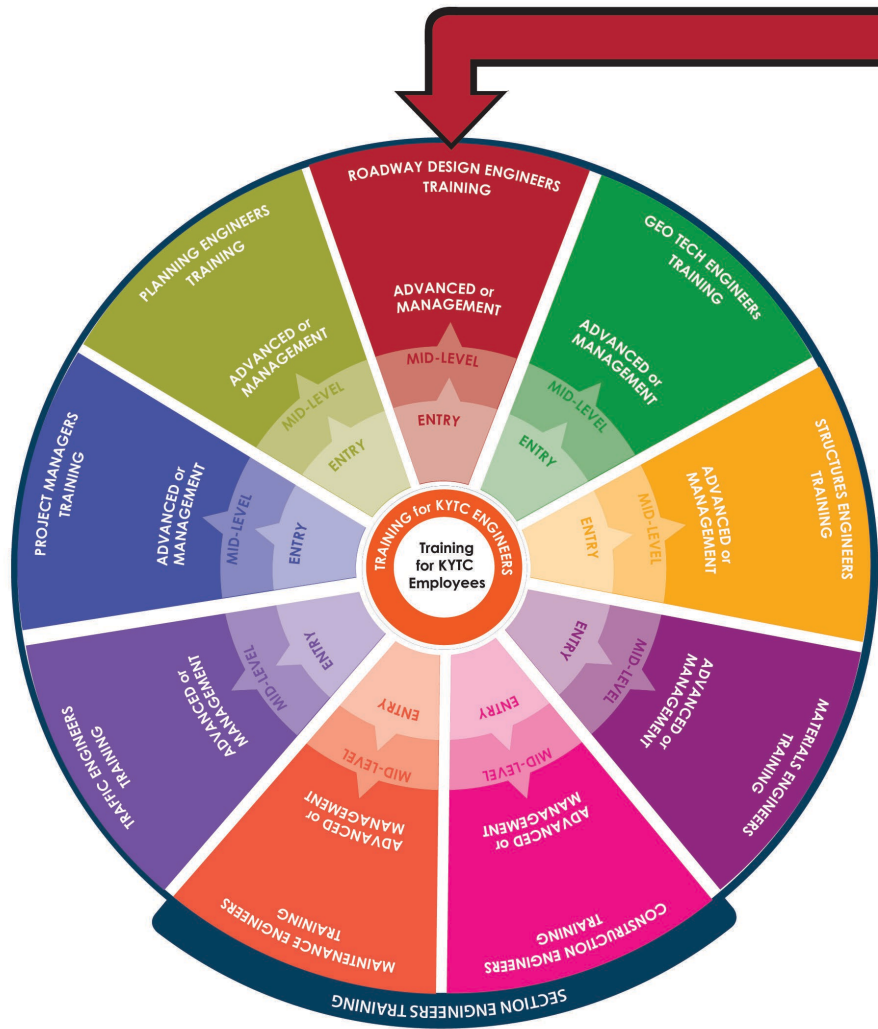 ROADWAY DESIGN ENGINEERS
TRAINING
ADVANCED or
MANAGEMENT
MID-LEVEL
ENTRY
GEO TECH ENGINEERs
TRAINING
ADVANCED or
MANAGEMENT
MID-LEVEL
ENTRY
STRUCTURES ENGINEERS
TRAINING
ADVANCED or
MANAGEMENT
MID-LEVEL
ENTRY
MATERIALS ENGINEERS
TRAINING
ADVANCED or
MANAGEMENT
MID-LEVEL
ENTRY
CONSTRUCTION ENGINEERS
TRAINING
ADVANCED or
MANAGEMENT
MID-LEVEL
ENTRY
MAINTENANCE ENGINEERS
TRAINING
ADVANCED or
MANAGEMENT
MID-LEVEL
ENTRY
TRAFFIC ENGINEERS
TRAINING
ADVANCED or
MANAGEMENT
MID-LEVEL
ENTRY
PROJECT MANAGERS
TRAINING
ADVANCED or
MANAGEMENT
MID-LEVEL
ENTRY
PLANNING ENGINEERS
TRAINING
ADVANCED or
MANAGEMENT
MID-LEVEL
ENTRY
TRAINING for KYTC ENGINEERS
Training
for KYTC
Employees
SECTION ENGINEERS TRAINING